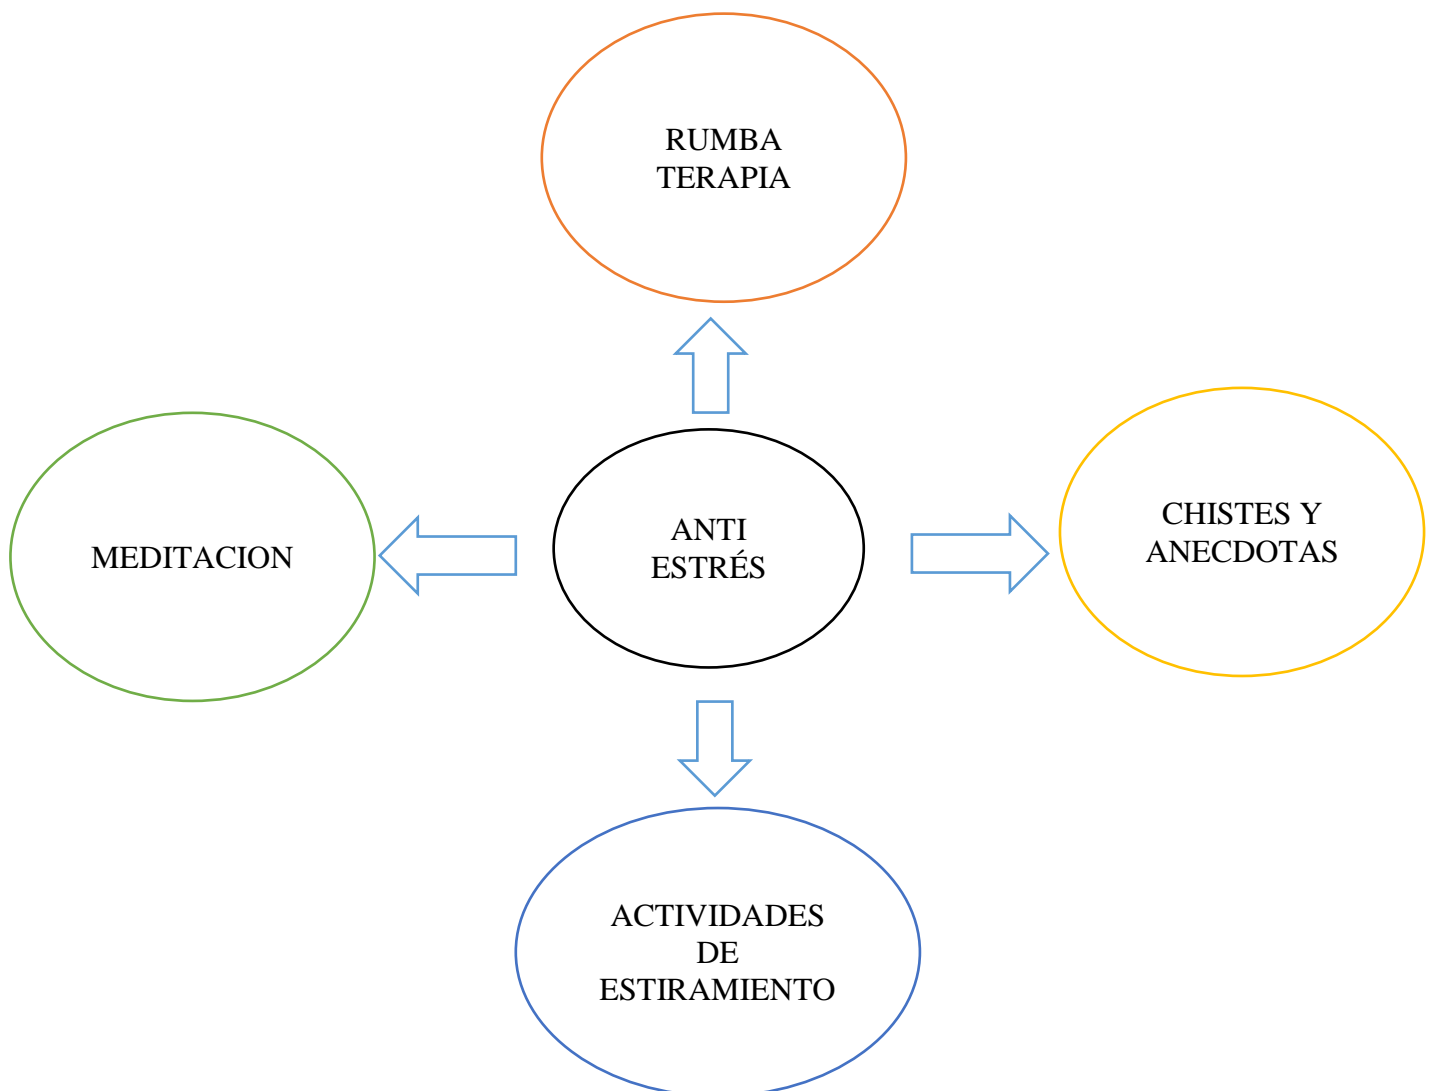 RUMBA
TERAPIA
MEDITACION
ANTI
ESTRÉS
CHISTES Y
ANECDOTAS
ACTIVIDADES
DE
ESTIRAMIENTO